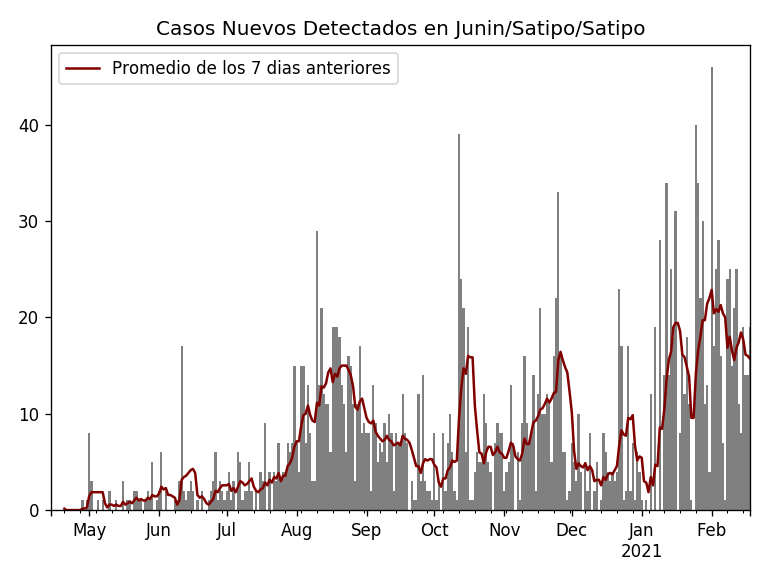 Casos Nuevos Detectados en Junin/Satipo/Satipo
Promedio de los 7 dias anteriores
40
30
20
10
0
May Jun Jul Aug Sep Oct Nov Dec Jan Feb
2021